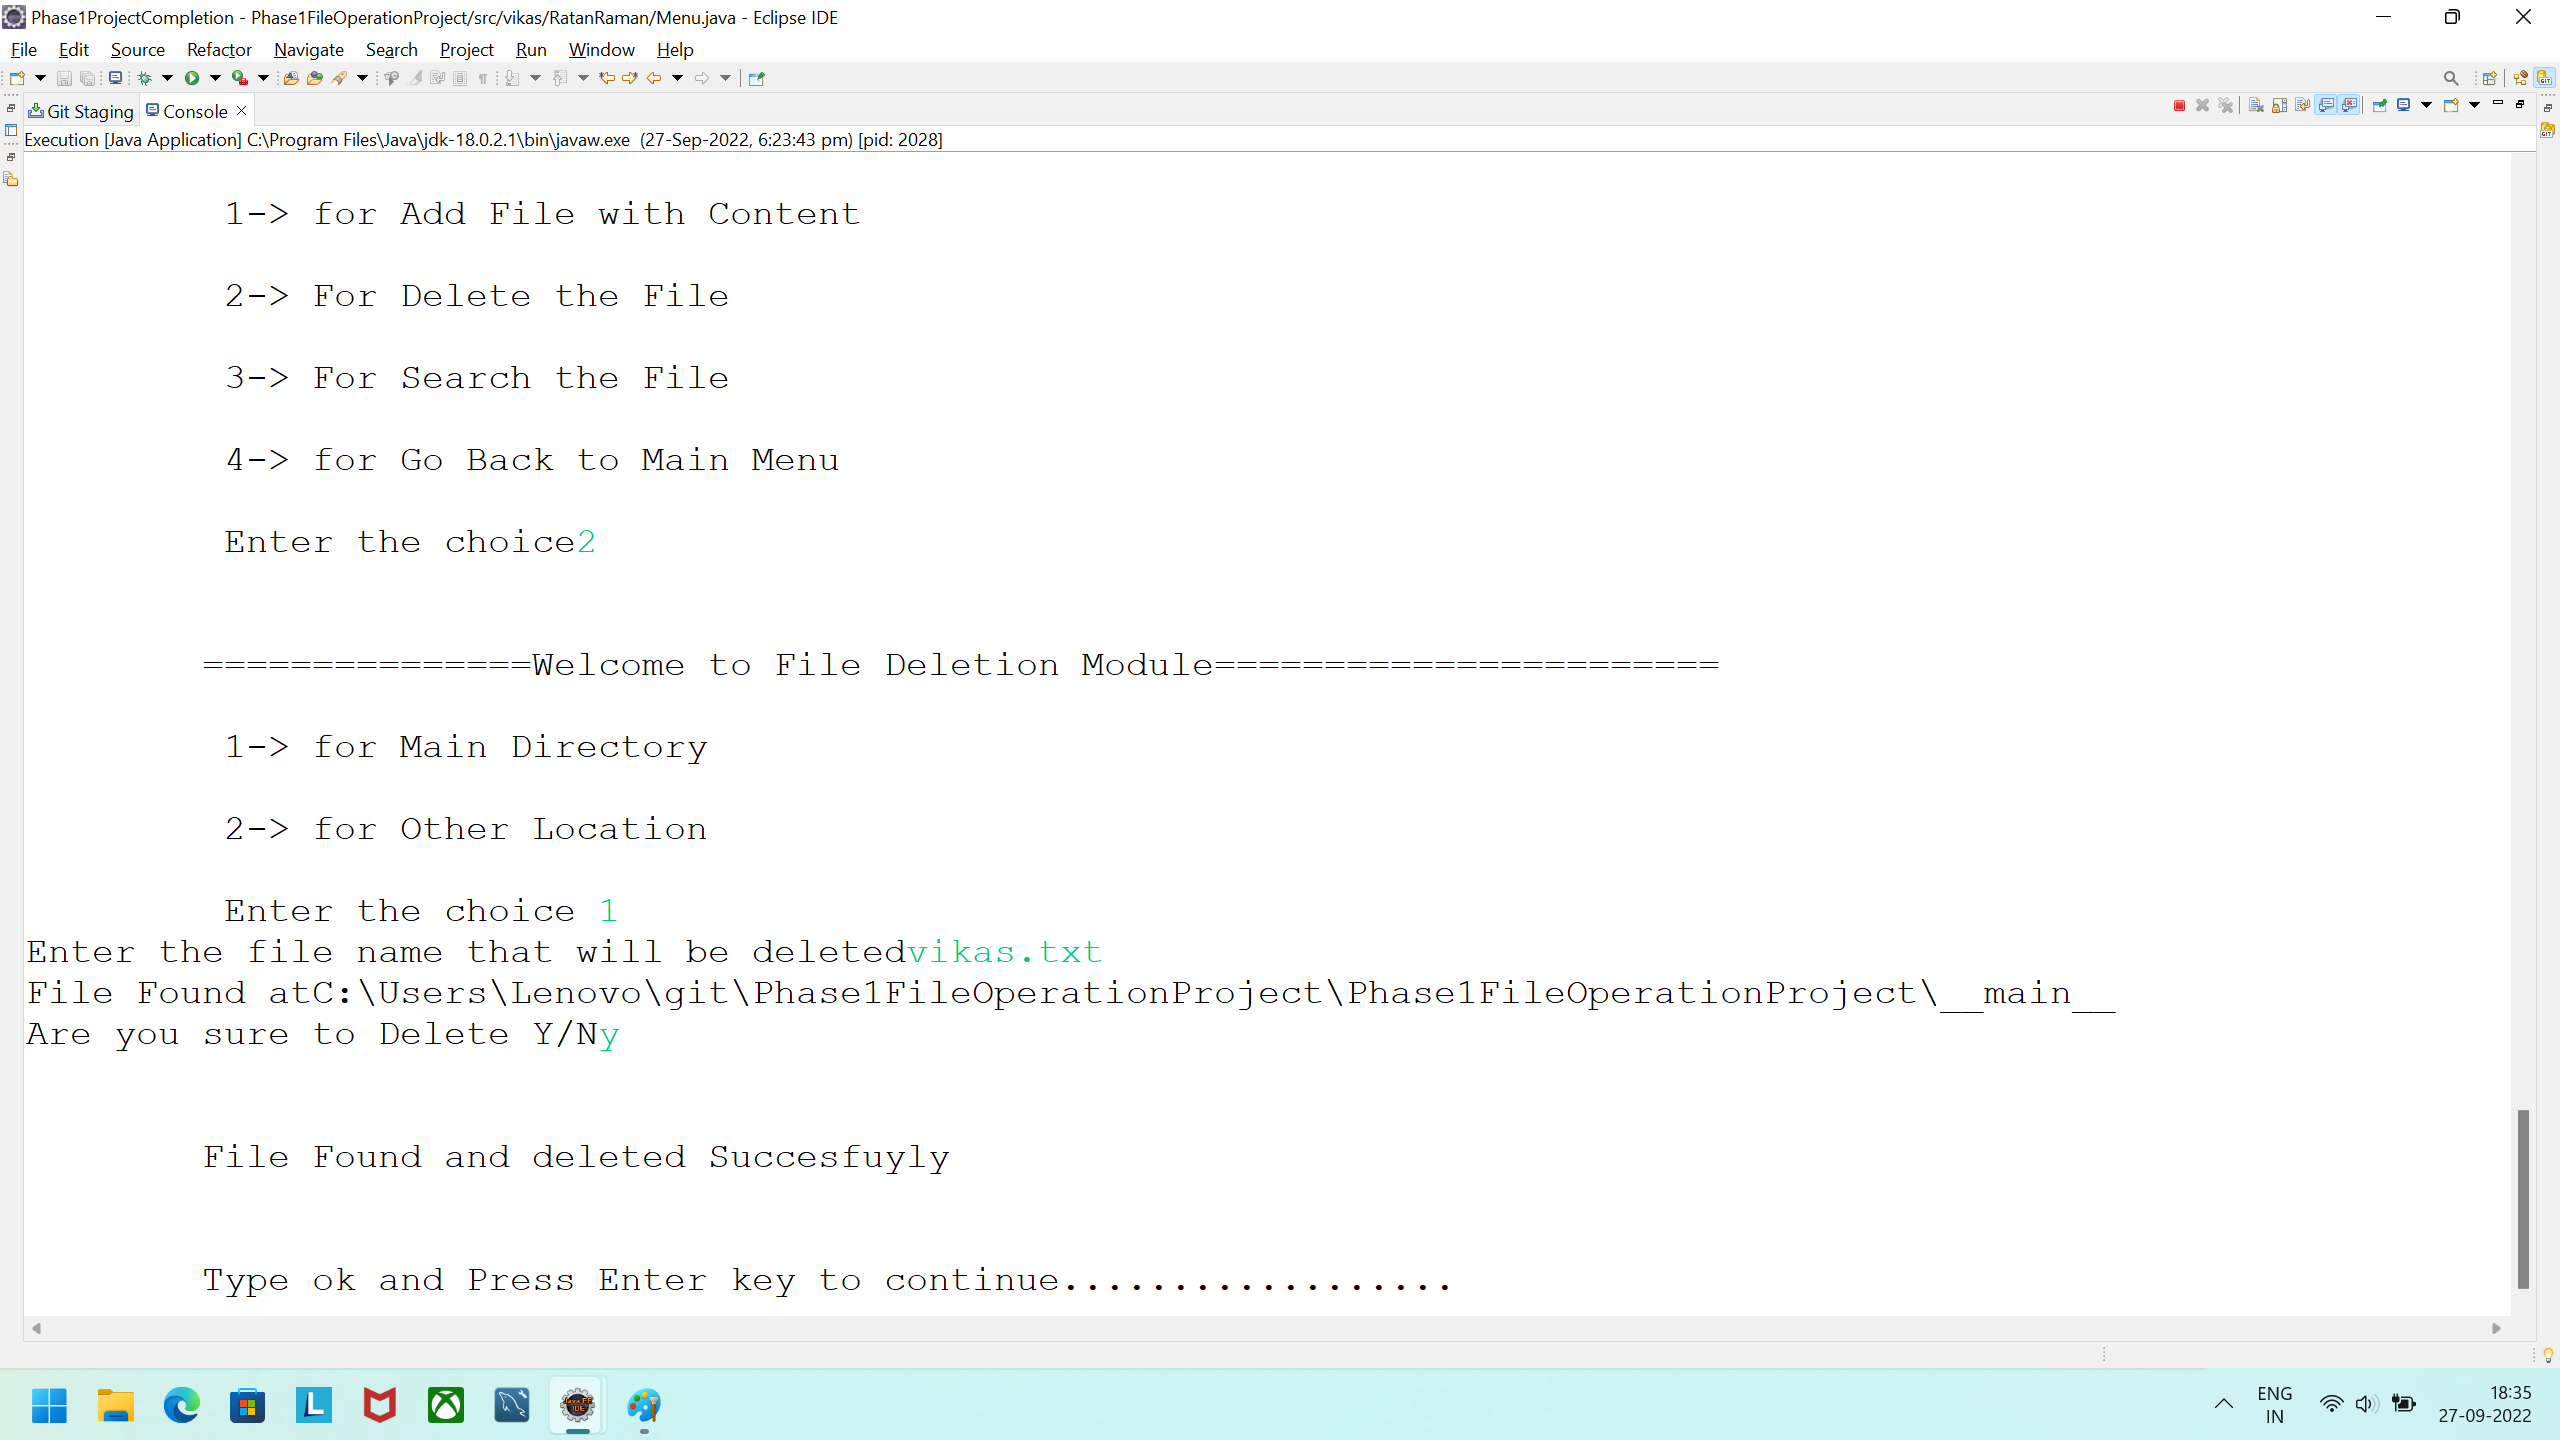 Phase1ProjectCompletion - Phase1FileOperationProject/src/vikas/RatanRaman/Menu.java - Eclipse IDE
File Edit Source Refactor Navigate Search Project Run Window Help
Git Staging Console
Execution [Java Application] C:\Program Files\Java\jdk-18.0.2.1\bin\javaw.exe (27-Sep-2022, 6:23:43 pm) [pid: 2028]
1-> for Add File with Content
2-> For Delete the File
3-> For Search the File
4-> for Go Back to Main Menu
Enter the choice2
===============Welcome to File Deletion Module=======================
1-> for Main Directory
2-> for Other Location
Enter the choice 1
Enter the file name that will be deletedvikas.txt
File Found atC:\Users\Lenovo\git\Phase1FileOperationProject\Phase1FileOperationProject\__main__
Are you sure to Delete Y/Ny
File Found and deleted Succesfuyly
Type ok and Press Enter key to continue..................
ENG
IN
18:35
27-09-2022